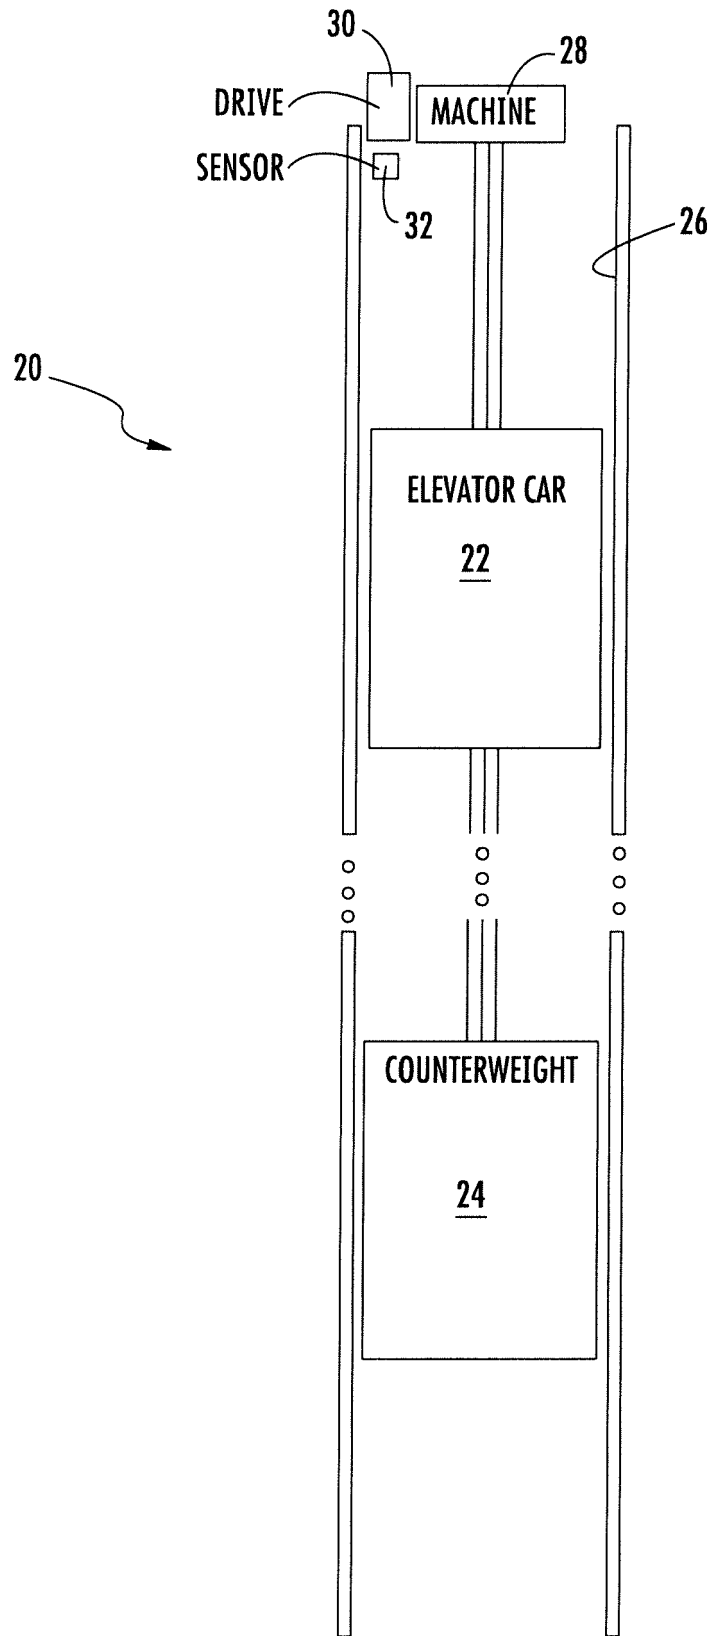 30
28
DRIVE
MACHINE
SENSOR
32
26
20
ELEVATOR CAR
22
COUNTERWEIGHT
24